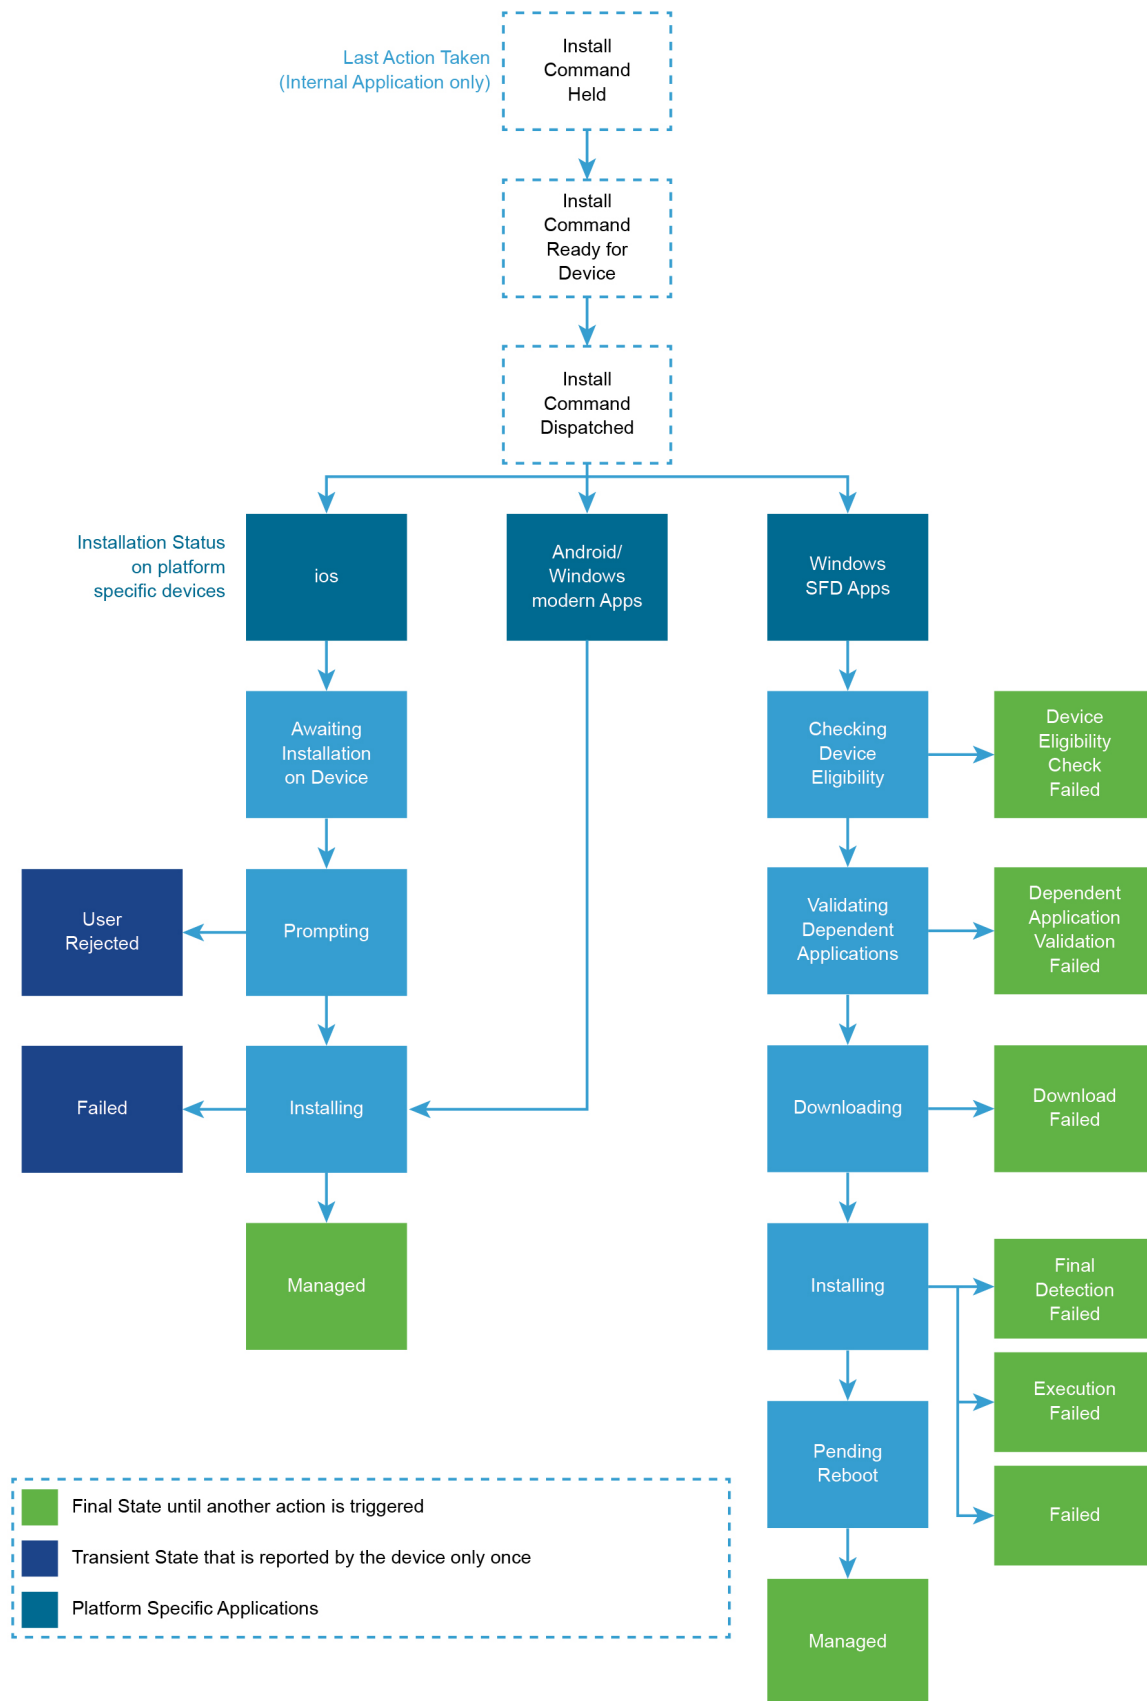 Last Action Taken
(Internal Application only)
Install
Command
Held
Install
Command
Ready for
Device
Install
Command
Dispatched
Installation Status
on platform
specific devices
ios
Android/
Windows
modern Apps
Windows
SFD Apps
Awaiting
Installation
on Device
Checking
Device
Eligibility
Device
Eligibility
Check
Failed
User
Rejected
Prompting
Validating
Dependent
Applications
Dependent
Application
Validation
Failed
Failed
Installing
Downloading
Download
Failed
Managed
Installing
Final
Detection
Failed
Execution
Failed
Pending
Reboot
Failed
Managed
Final State until another action is triggered
Transient State that is reported by the device only once
Platform Specific Applications